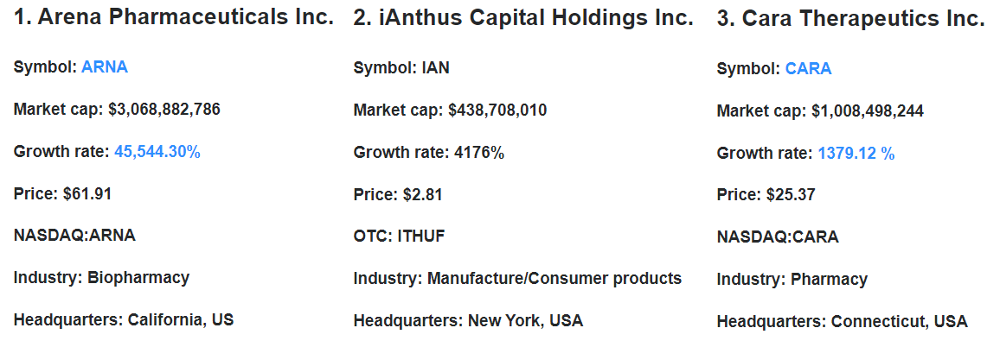 1. Arena Pharmaceuticals Inc.
Symbol: ARNA
Market cap: $3,068,882,786
Growth rate: 45,544.30%
Price: $61.91
NASDAQ:ARNA
Industry: Biopharmacy
Headquarters: California, US
2. iAnthus Capital Holdings Inc.
Symbol: IAN
Market cap: $438,708,010
Growth rate: 4176%
Price: $2.81
OTC: ITHUF
Industry: Manufacture/Consumer products
Headquarters: New York, USA
3. Cara Therapeutics Inc.
Symbol: CARA
Market cap: $1,008,498,244
Growth rate: 1379.12 %
Price: $25.37
NASDAQ:CARA
Industry: Pharmacy
Headquarters: Connecticut, USA